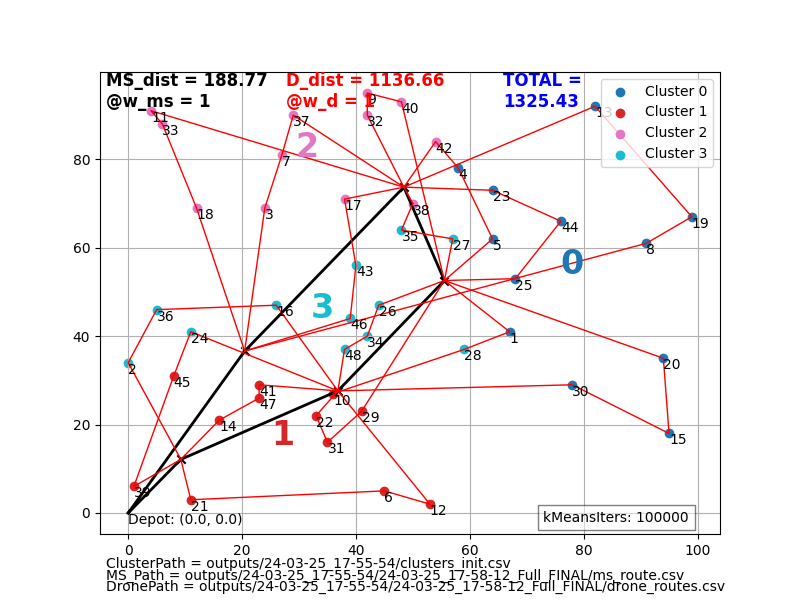 MS_dist = 188.77 D_dist = 1136.66 TOTAL =
@w_ms = 1 @w_d = 1 1325.43
Cluster 0
Cluster 1
Cluster 2
Cluster 3
11 33 37 9 32 40 13
42
2
7 4
18 3 17 38 23
19
35 27 5 44 8
0
43 25
36 16 3 26
24 46 34 1
2 48 28 20
45 41 47 10 30
14 22 29
1 31 15
39 21 6 12
80
60
40
20
0
Depot: (0.0, 0.0)
kMeansIters: 100000
0 20 40 60 80 100
ClusterPath = outputs/24-03-25_17-55-54/clusters_init.csv
MS_Path = outputs/24-03-25_17-55-54/24-03-25_17-58-12_Full_FINAL/ms_route.csv
DronePath = outputs/24-03-25_17-55-54/24-03-25_17-58-12_Full_FINAL/drone_routes.csv